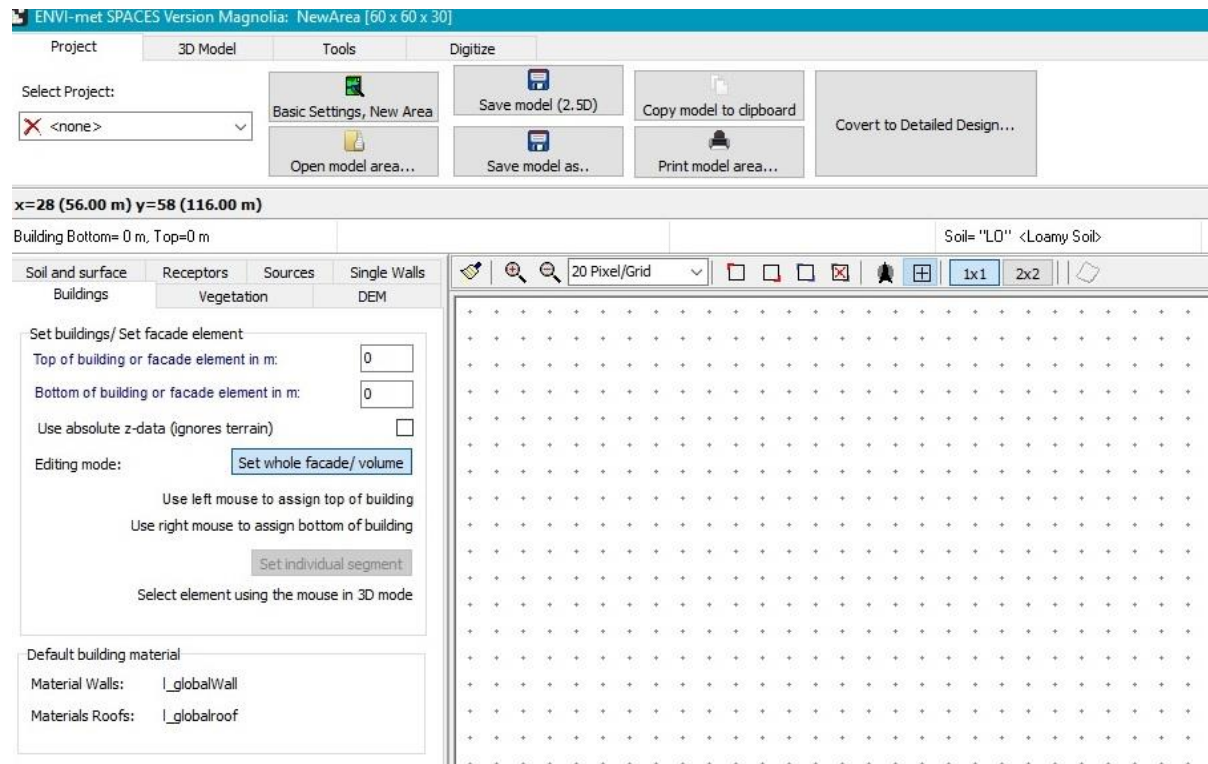 ENVI-met SPACES Version Magnolia: NewArea [60 x 60 x 30]
Project 3D Model Tools Digitize
Select Project:
<none>
Basic Settings, New Area
Open model area...
Save model (2.5D)
Save model as..
Copy model to clipboard
Print model area...
Covert to Detailed Design...
x=28 (56.00 m) y=58 (116.00 m)
Building Bottom= 0 m, Top=0 m Soil= "LO" <Loamy Soil>
Soil and surface Receptors Sources Single Walls
Buildings Vegetation DEM
20 Pixel/Grid 1x1 2x2
Set buildings/ Set facade element
Top of building or facade element in m: 0
Bottom of building or facade element in m: 0
Use absolute z-data (ignores terrain)
Editing mode: Set whole facade/ volume
Use left mouse to assign top of building
Use right mouse to assign bottom of building
Set individual segment
Select element using the mouse in 3D mode
Default building material
Material Walls: l_globalWall
Materials Roofs: l_globalroof